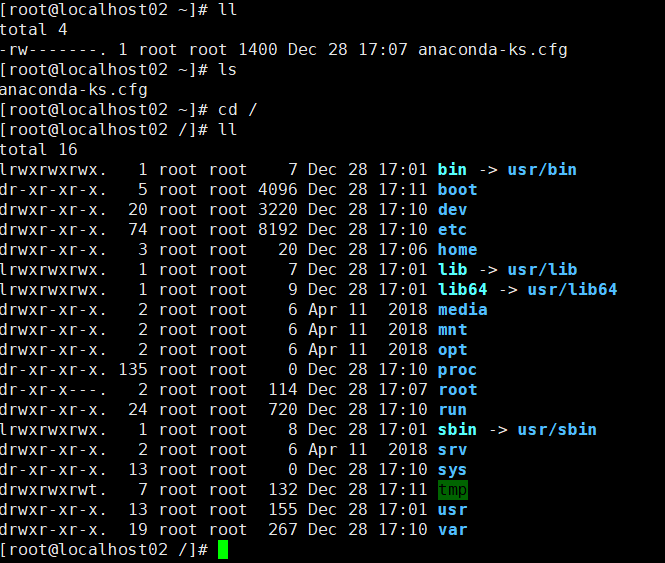 [root@localhost02 ~]# ll
total 4
-rw-------. 1 root root 1400 Dec 28 17:07 anaconda-ks.cfg
[root@localhost02 ~]# ls
anaconda-ks.cfg
[root@localhost02 ~]# cd /
[root@localhost02 /]# ll
total 16
lrwxrwxrwx.   1 root root    7 Dec 28 17:01 bin -> usr/bin
dr-xr-xr-x.   5 root root 4096 Dec 28 17:11 boot
drwxr-xr-x.  20 root root 3220 Dec 28 17:10 dev
drwxr-xr-x.  74 root root 8192 Dec 28 17:10 etc
drwxr-xr-x.   3 root root   20 Dec 28 17:06 home
lrwxrwxrwx.   1 root root    7 Dec 28 17:01 lib -> usr/lib
lrwxrwxrwx.   1 root root    9 Dec 28 17:01 lib64 -> usr/lib64
drwxr-xr-x.   2 root root    6 Apr 11  2018 media
drwxr-xr-x.   2 root root    6 Apr 11  2018 mnt
drwxr-xr-x.   2 root root    6 Apr 11  2018 opt
dr-xr-xr-x. 135 root root    0 Dec 28 17:10 proc
dr-xr-x---.   2 root root  114 Dec 28 17:07 root
drwxr-xr-x.  24 root root  720 Dec 28 17:10 run
lrwxrwxrwx.   1 root root    8 Dec 28 17:01 sbin -> usr/sbin
drwxr-xr-x.   2 root root    6 Apr 11  2018 srv
dr-xr-xr-x.  13 root root    0 Dec 28 17:10 sys
drwxrwxrwt.   7 root root  132 Dec 28 17:11 tmp
drwxr-xr-x.  13 root root  155 Dec 28 17:01 usr
drwxr-xr-x.  19 root root  267 Dec 28 17:10 var
[root@localhost02 /]#